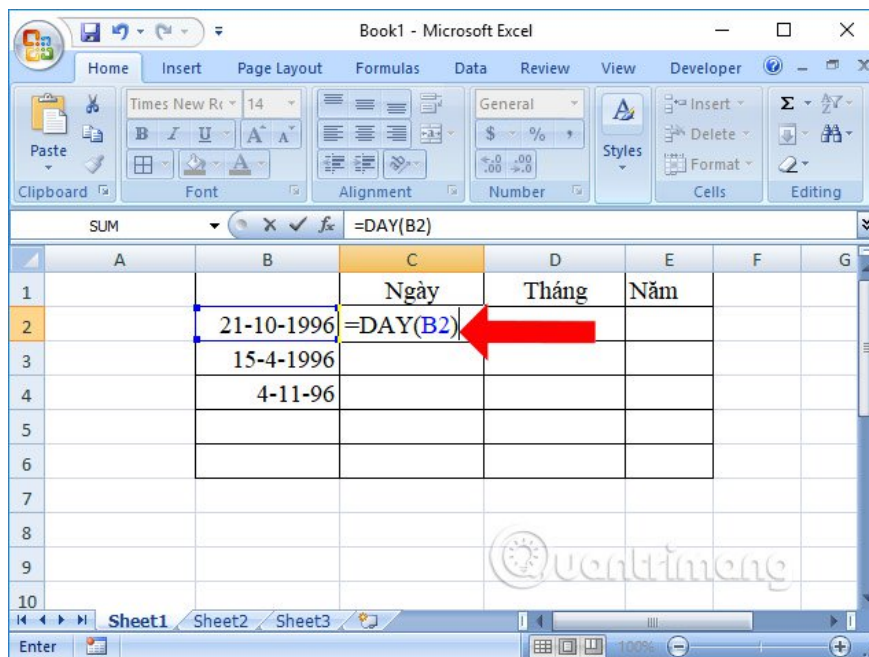 Book1 - Microsoft Excel
Home Insert Page Layout Formulas Data Review View Developer
Paste
Times New Ro 14
B I U A A
A
General
$ % ,
.0 .00 .00 .0
A
Styles
Insert
Delete
Format
Σ
Clipboard Font Alignment Number Cells Editing
SUM fx =DAY(B2)
A B C D E F G
1 Ngày Tháng Năm
2 21-10-1996 =DAY(B2)
3 15-4-1996
4 4-11-96
5
6
7
8
9
10
Quantrimang
Sheet1 Sheet2 Sheet3
Enter 100%